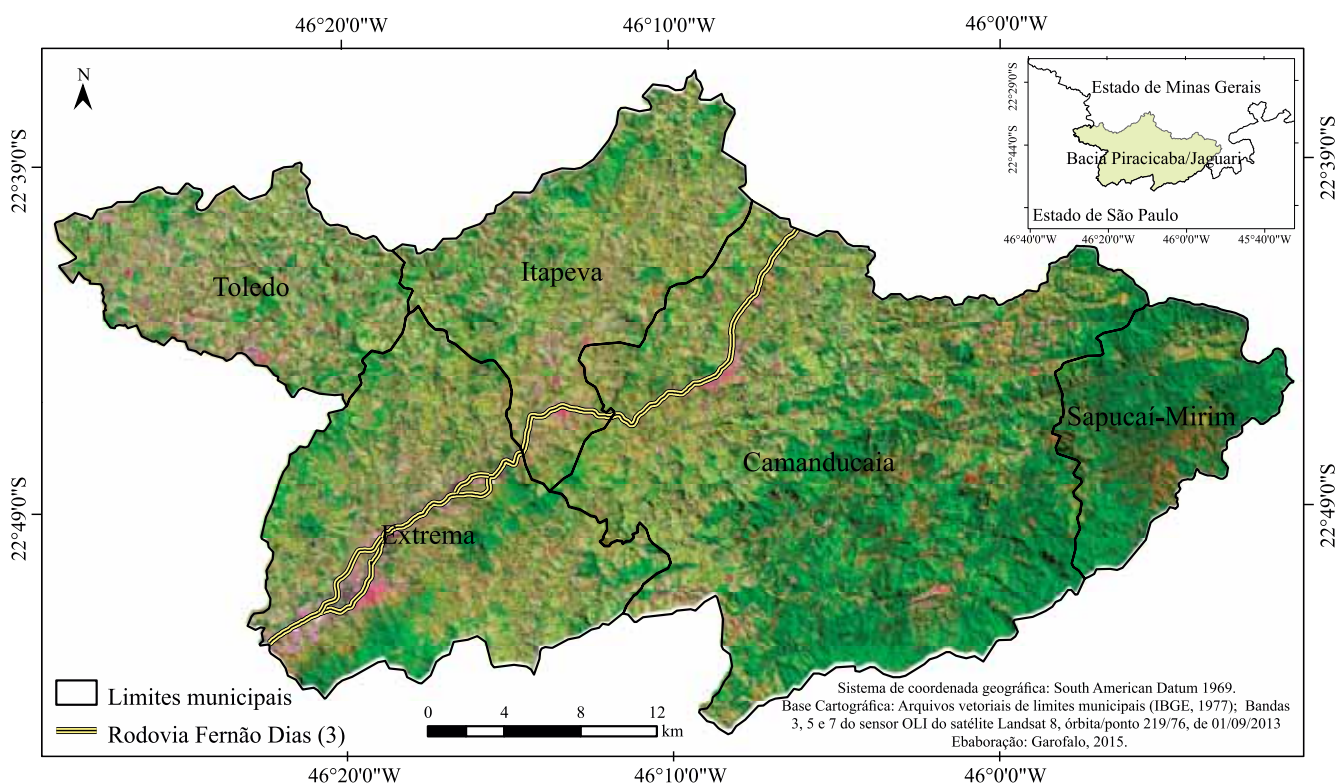 46°20'0"W 46°10'0"W 46°0'0"W
N
22°39'0"S
22°49'0"S
22°39'0"S
22°49'0"S
Estado de Minas Gerais
Bacia Piracicaba/Jaguari
Estado de São Paulo
22°29'0"S
22°44'0"S
46°40'0"W 46°20'0"W 46°0'0"W 45°40'0"W
Toledo
Itapeva
Sapucaí-Mirim
Camanducaia
Extrema
Limites municipais
Rodovia Fernão Dias (3)
0 4 8 12
km
Sistema de coordenada geográfica: South American Datum 1969.
Base Cartográfica: Arquivos vetoriais de limites municipais (IBGE, 1977); Bandas
3, 5 e 7 do sensor OLI do satélite Landsat 8, órbita/ponto 219/76, de 01/09/2013
Ebaboração: Garofalo, 2015.
46°20'0"W 46°10'0"W 46°0'0"W